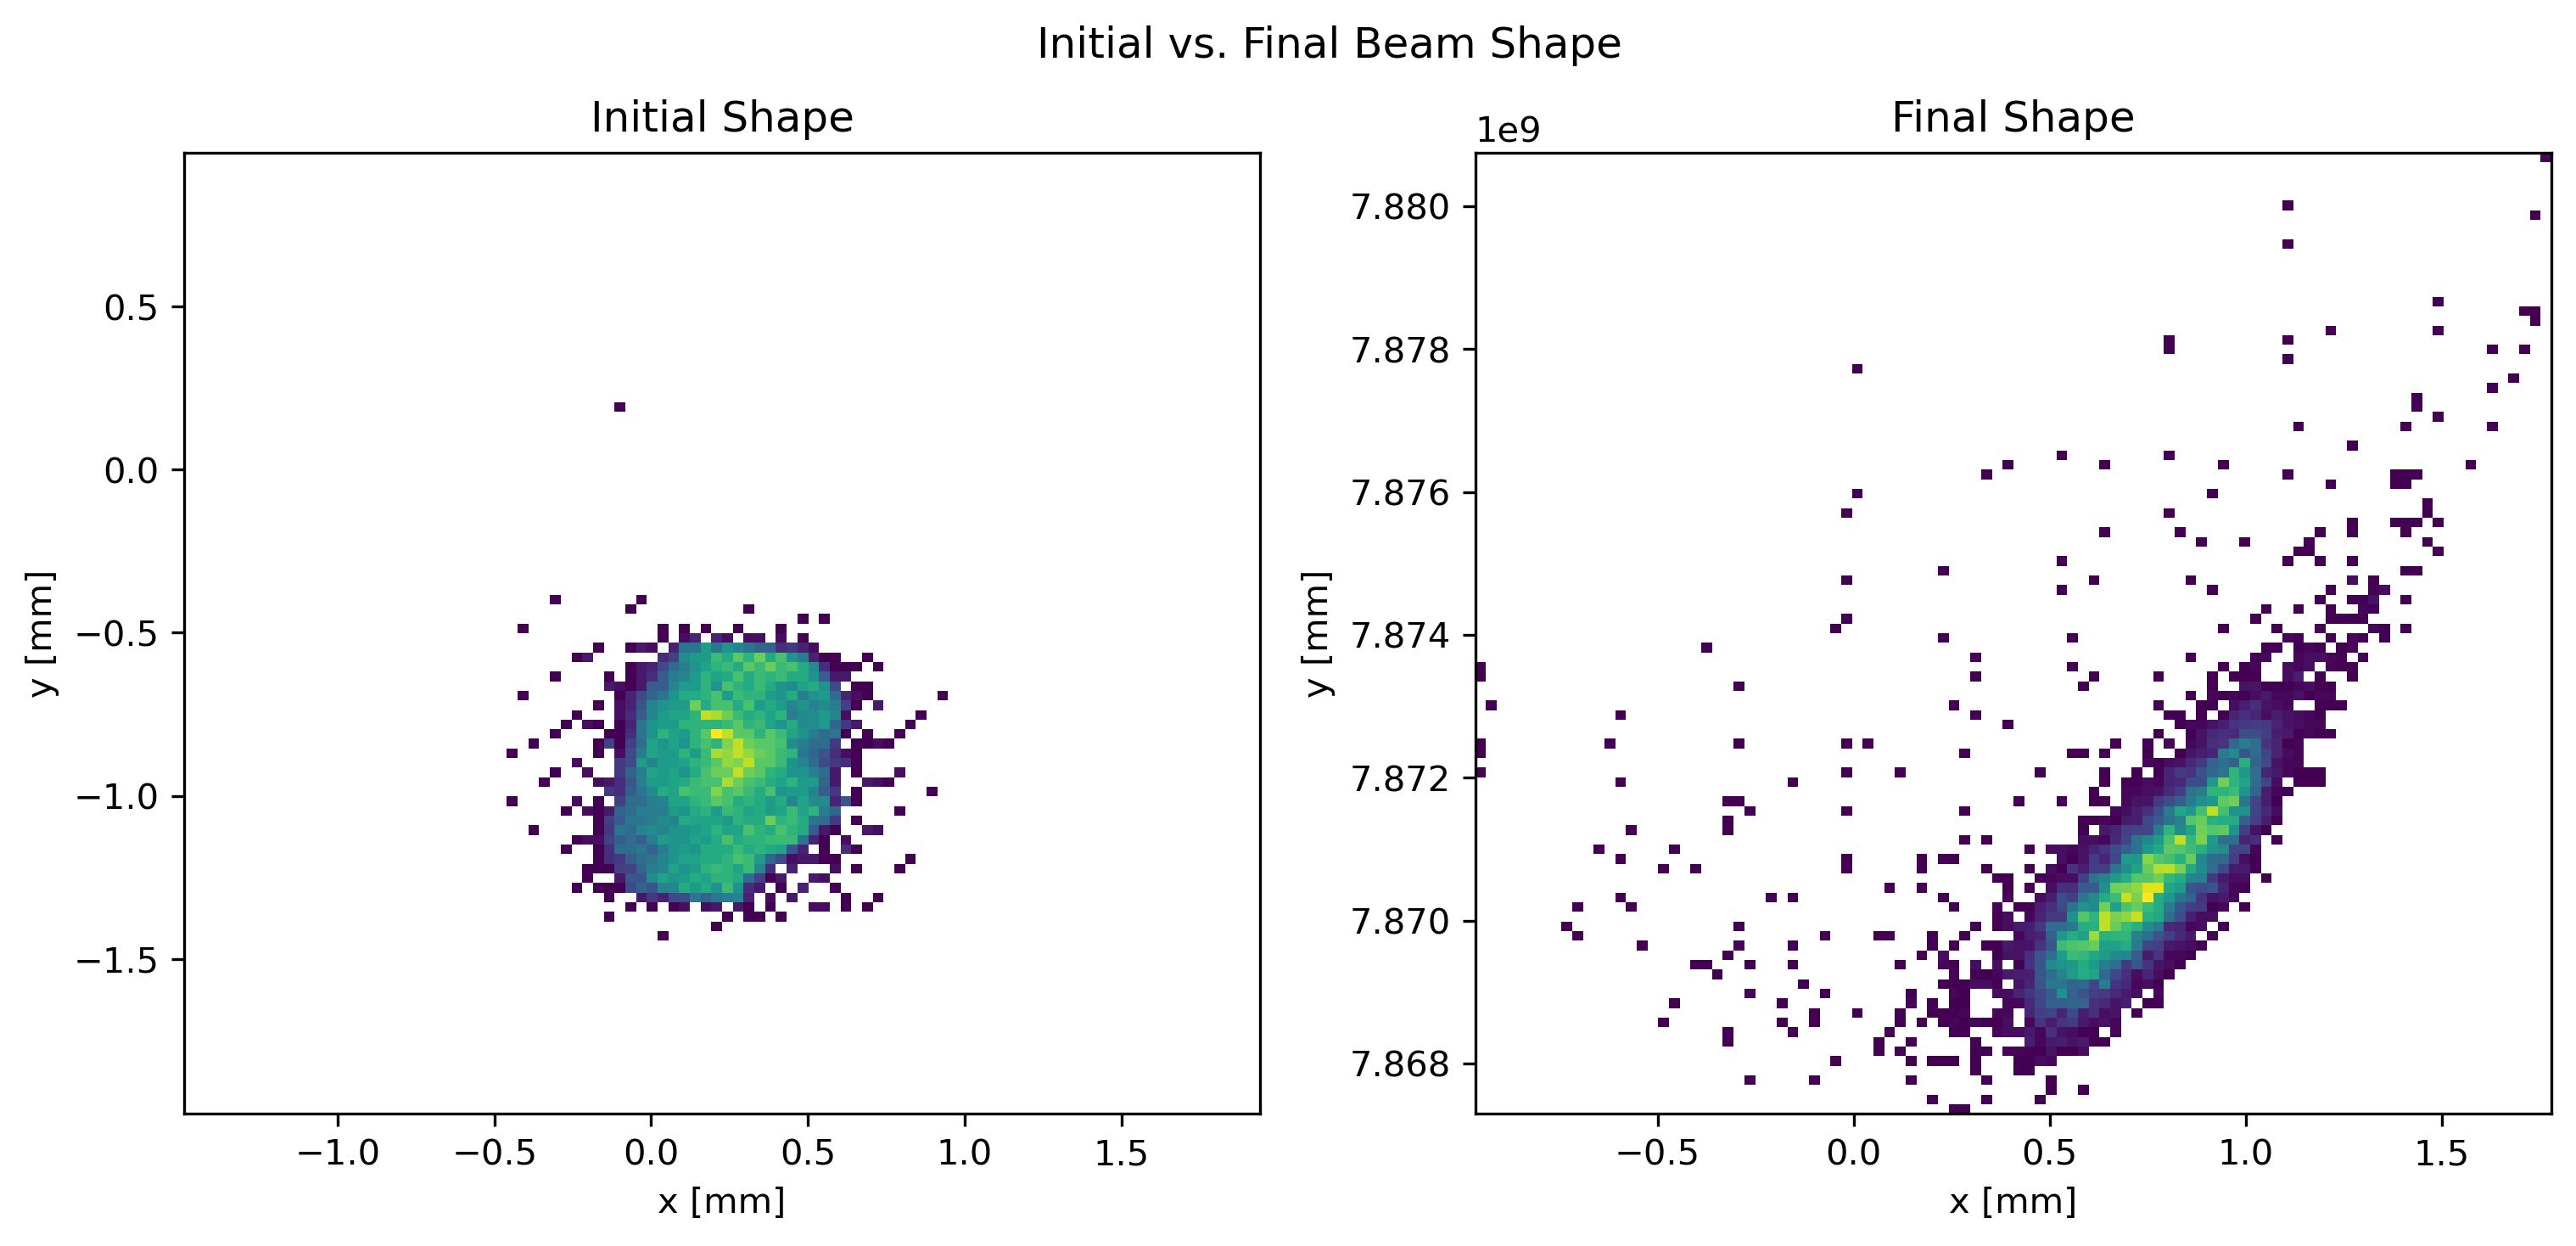 Initial vs. Final Beam Shape
Initial Shape
0.5
0.0
−0.5
−1.0
−1.5
y [mm]
−1.0 −0.5 0.0 0.5 1.0 1.5
x [mm]
Final Shape
1e9
7.880
7.878
7.876
7.874
7.872
7.870
7.868
y [mm]
−0.5 0.0 0.5 1.0 1.5
x [mm]